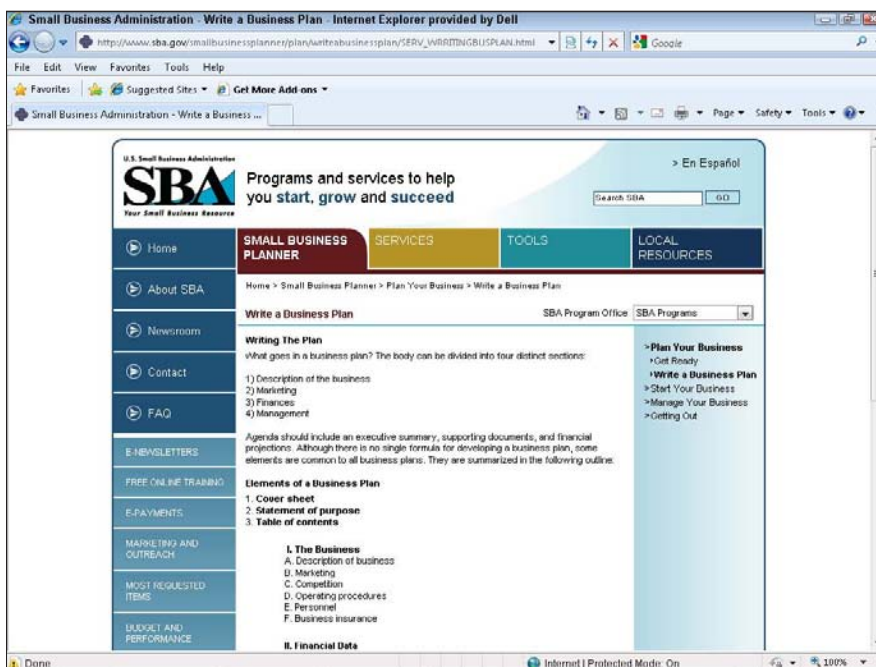 Small Business Administration - Write a Business Plan - Internet Explorer provided by Dell
http://www.sba.gov/smallbusinessplanner/plan/writeabusinessplan/SERV_WRRITINGBUSPLAN.html
Google
File Edit View Favorites Tools Help
Favorites Suggested Sites Get More Add-ons
Small Business Administration - Write a Business ...
Page Safety Tools
U.S. Small Business Administration
SBA
Your Small Business Resource
Programs and services to help
you start, grow and succeed
> En Español
Search SBA GO
Home
About SBA
Newsroom
Contact
FAQ
E-NEWSLETTERS
FREE ONLINE TRAINING
E-PAYMENTS
MARKETING AND
OUTREACH
MOST REQUESTED
ITEMS
BUDGET AND
PERFORMANCE
SMALL BUSINESS
PLANNER
SERVICES
TOOLS
LOCAL
RESOURCES
Home > Small Business Planner > Plan Your Business > Write a Business Plan
Write a Business Plan
SBA Program Office SBA Programs
Writing The Plan
What goes in a business plan? The body can be divided into four distinct sections:
1) Description of the business
2) Marketing
3) Finances
4) Management
Agenda should include an executive summary, supporting documents, and financial
projections. Although there is no single formula for developing a business plan, some
elements are common to all business plans. They are summarized in the following outline:
Elements of a Business Plan
1. Cover sheet
2. Statement of purpose
3. Table of contents
I. The Business
A. Description of business
B. Marketing
C. Competition
D. Operating procedures
E. Personnel
F. Business insurance
II. Financial Data
>Plan Your Business
Get Ready
Write a Business Plan
>Start Your Business
>Manage Your Business
>Getting Out
Done
Internet | Protected Mode: On
100%